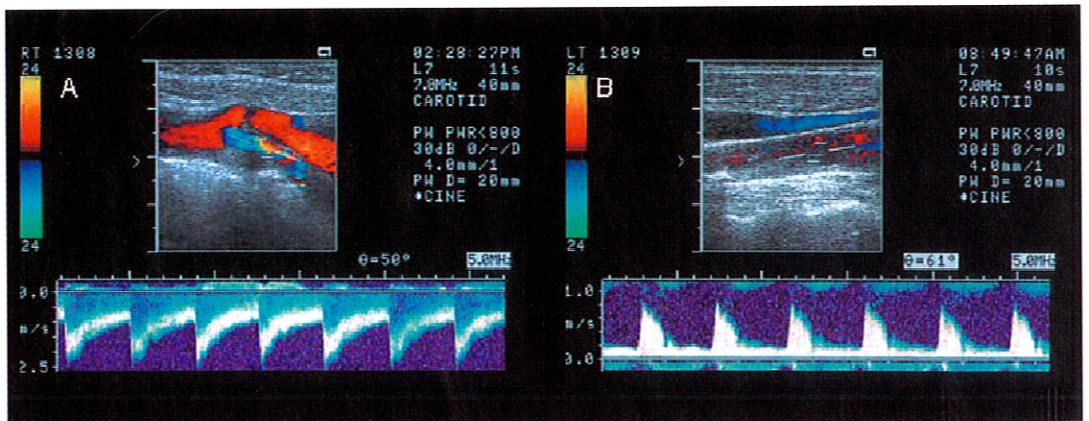 RT 1308
02:28:27PM
24
A
L7 11s
7.0MHz 40mm
CAROTID
PW PWR<800
30dB 0/-/D
4.0mm/1
PW D= 20mm
*CINE
24
θ=50°
5.0MHz
0.0
m/s
2.5
LT 1309
08:49:47AM
24
B
L7 10s
7.0MHz 40mm
CAROTID
PW PWR<800
30dB 0/-/D
4.0mm/1
PW D= 20mm
*CINE
24
θ=61°
5.0MHz
1.0
m/s
0.0